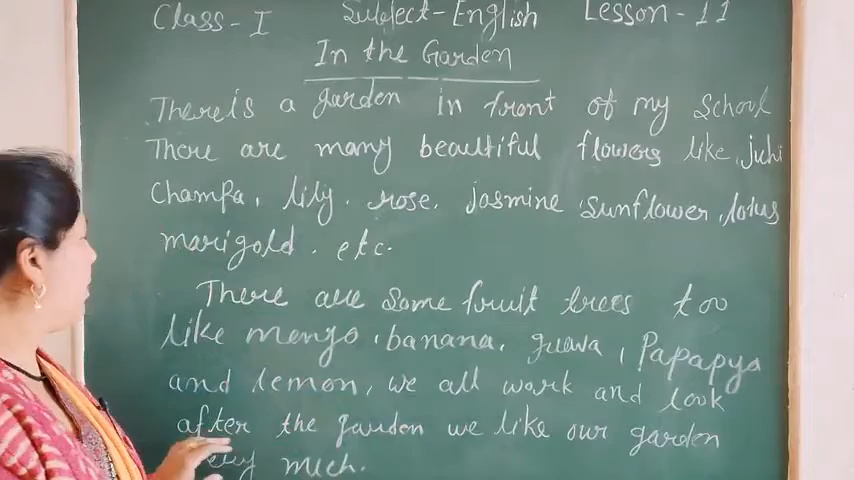 Class - I Subject - English Lesson - 11
In the Garden
There is a garden in front of my School
There are many beautiful flowers like juhi
Champa, lily, rose, jasmine sunflower, lotus
marigold, etc.
There are some fruit trees too
like mengo, banana, guava, Papapya
and lemon, we all work and look
after the garden we like our garden
much.